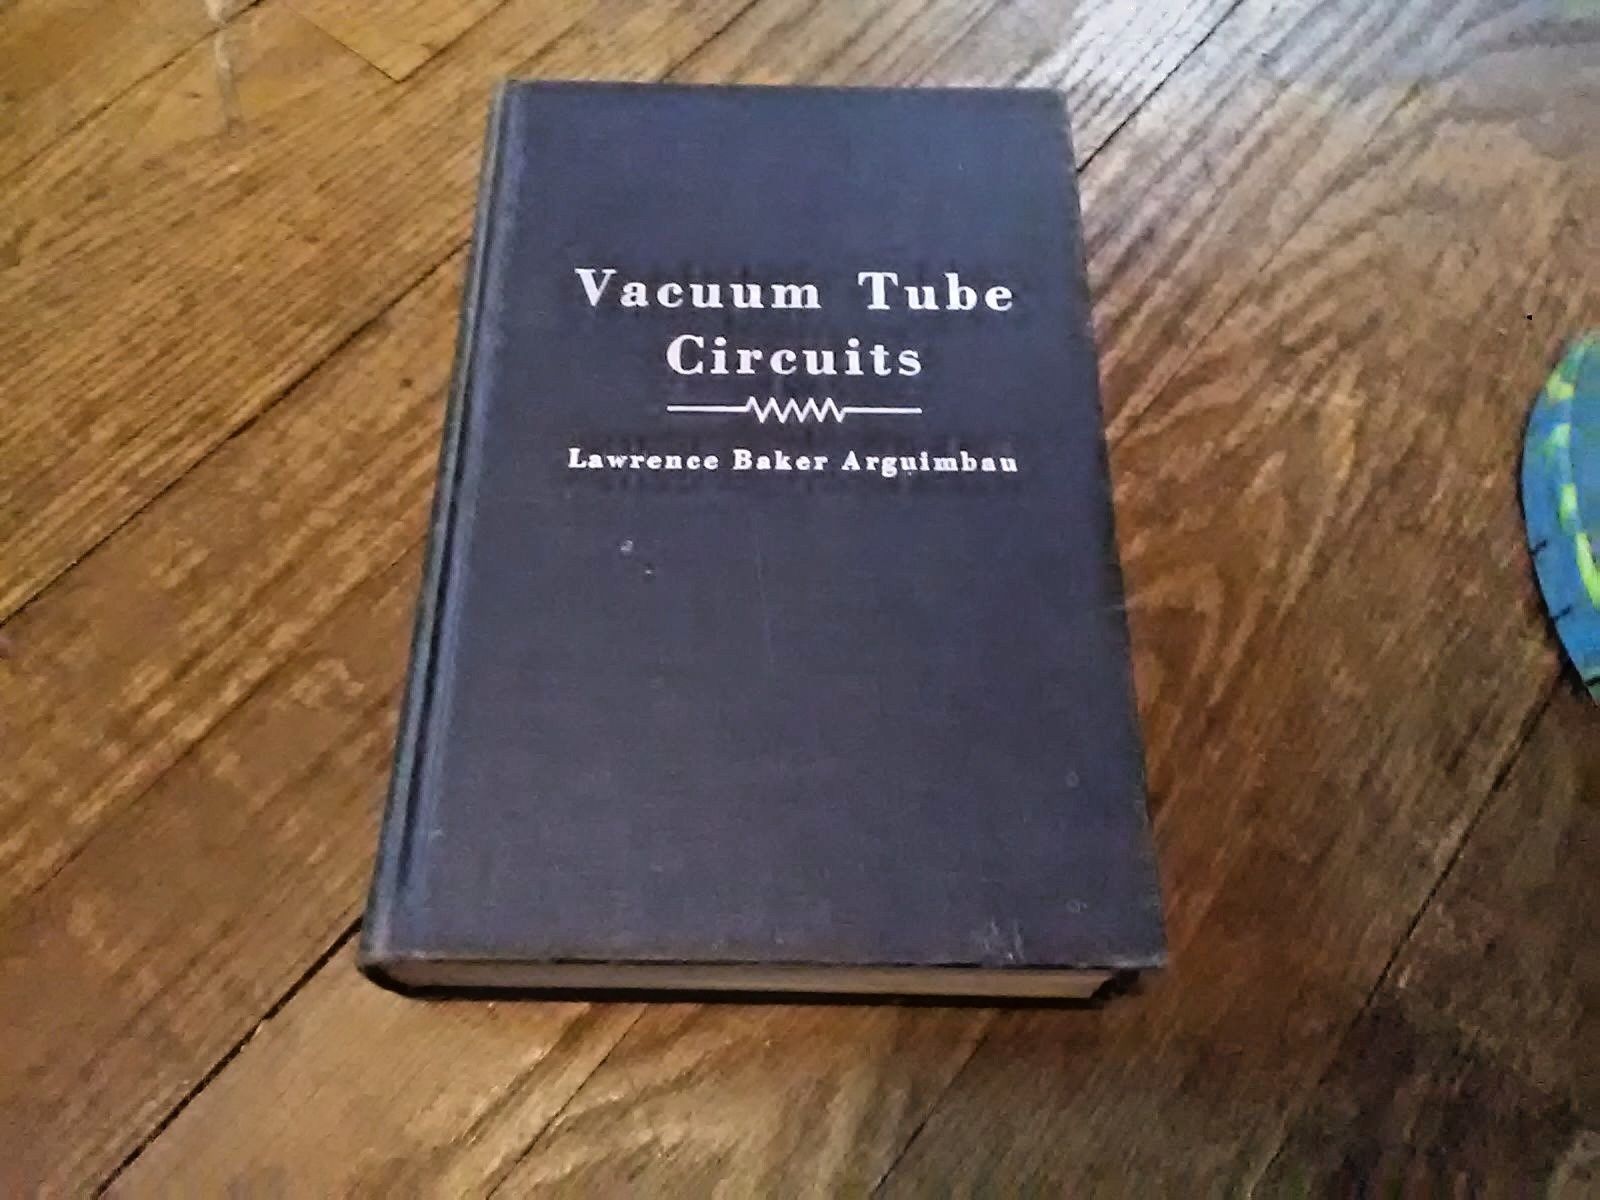 Vacuum Tube
Circuits
Lawrence Baker Arguimbau